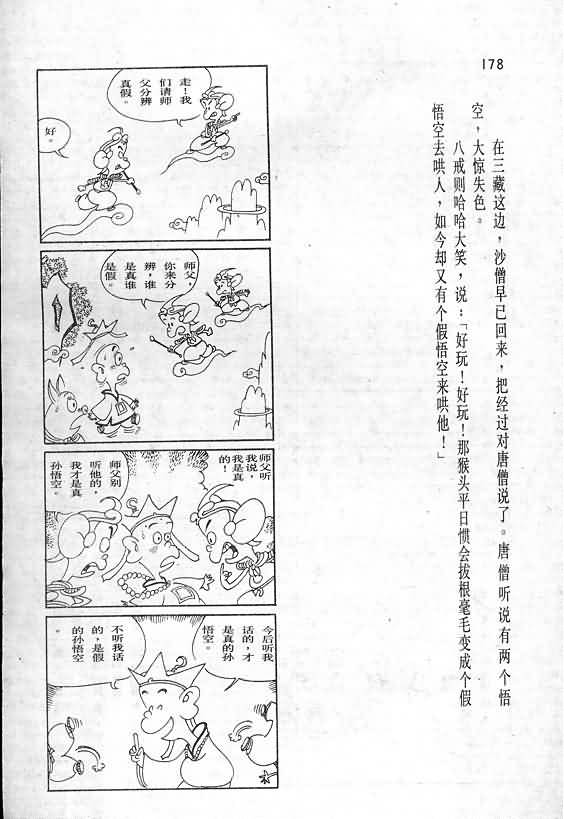 178
在三藏这边，沙僧早已回来，把经过对唐僧说了。唐僧听说有两个悟
空，大惊失色。
八戒则哈哈大笑，说：「好玩！好玩！那猴头平日惯会拔根毫毛变成个假
悟空去哄人，如今却又有个假悟空来哄他！」
走！我
们请师
父分辨
真假。
好。
师父，
你来分
辨，谁
是真谁
是假。
师父听
我说，
我是真
的！
师父别
听他的，
我才是真
孙悟空。
今后听我
话的，才
是真的孙
悟空。
不听我话
的，是假
的孙悟空
。